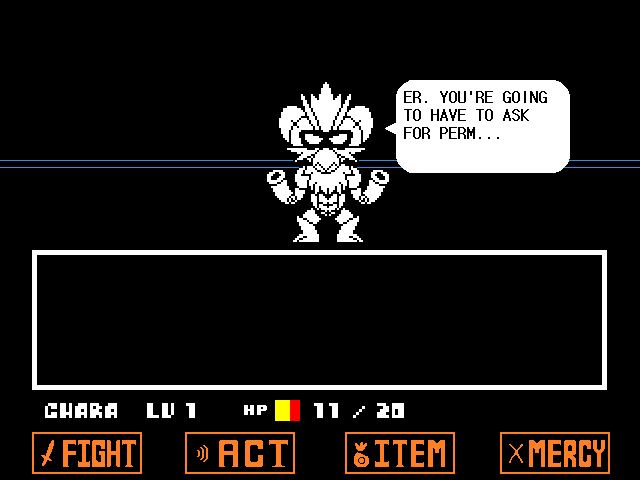 ER. YOU'RE GOING
TO HAVE TO ASK
FOR PERM...
CHARA LV 1 HP 11 / 20
FIGHT ACT ITEM MERCY